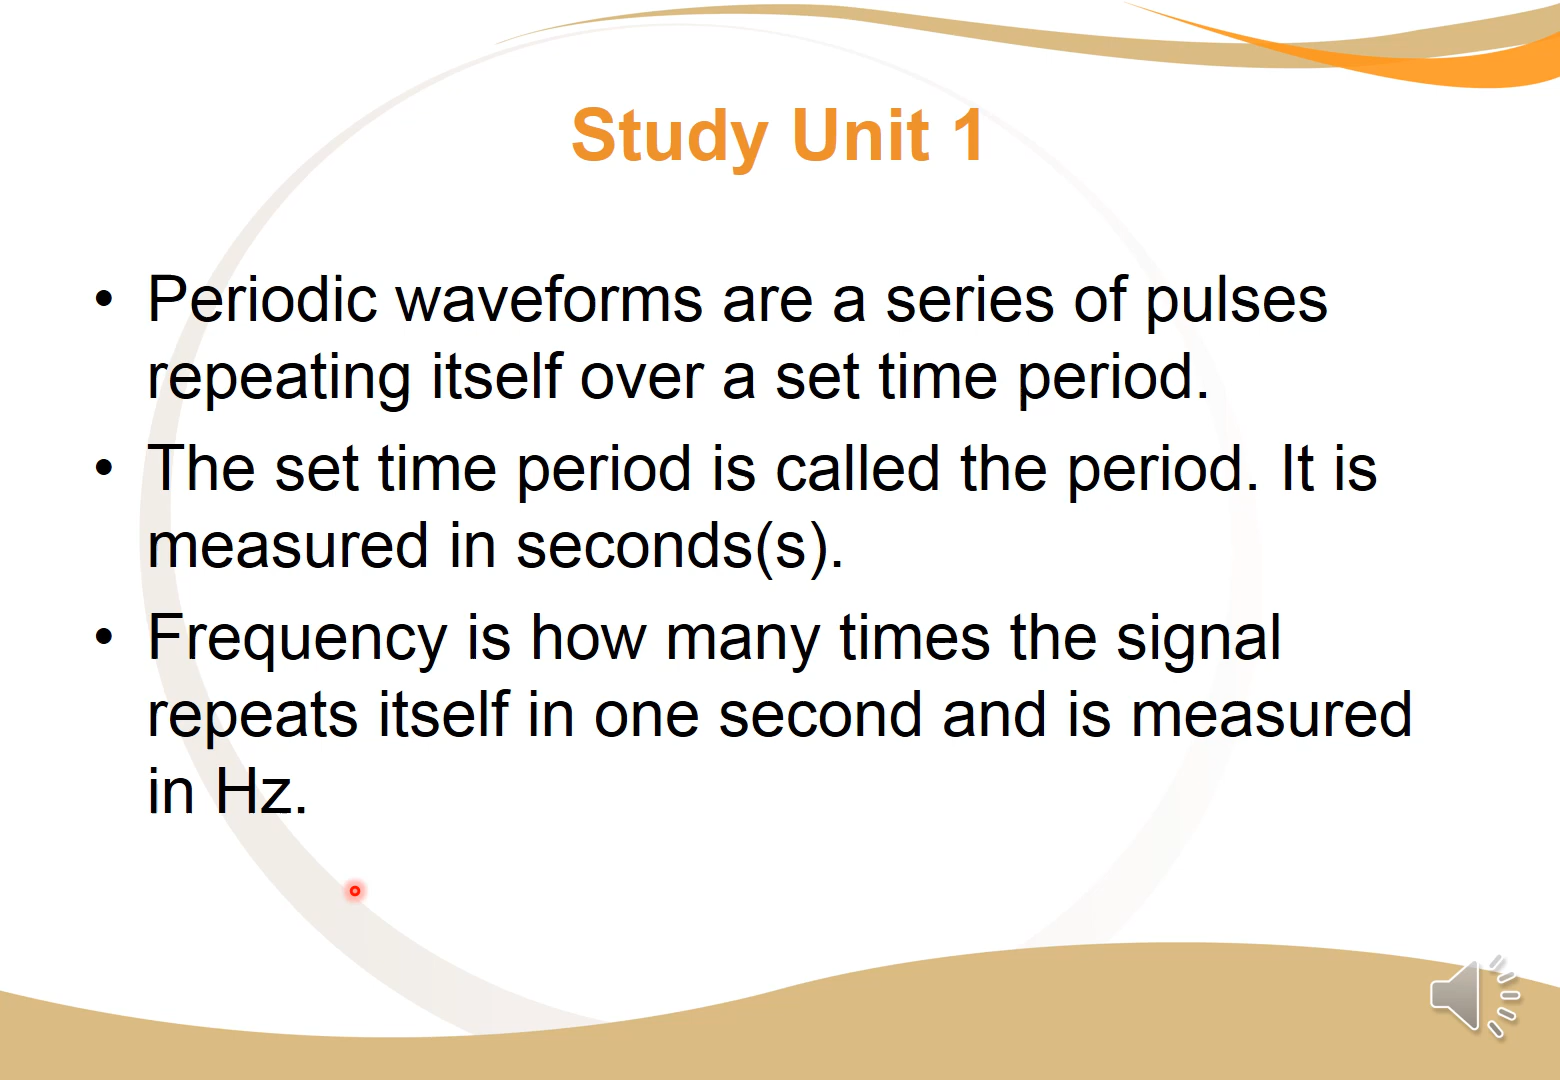 Study Unit 1
• Periodic waveforms are a series of pulses
repeating itself over a set time period.
• The set time period is called the period. It is
measured in seconds(s).
• Frequency is how many times the signal
repeats itself in one second and is measured
in Hz.